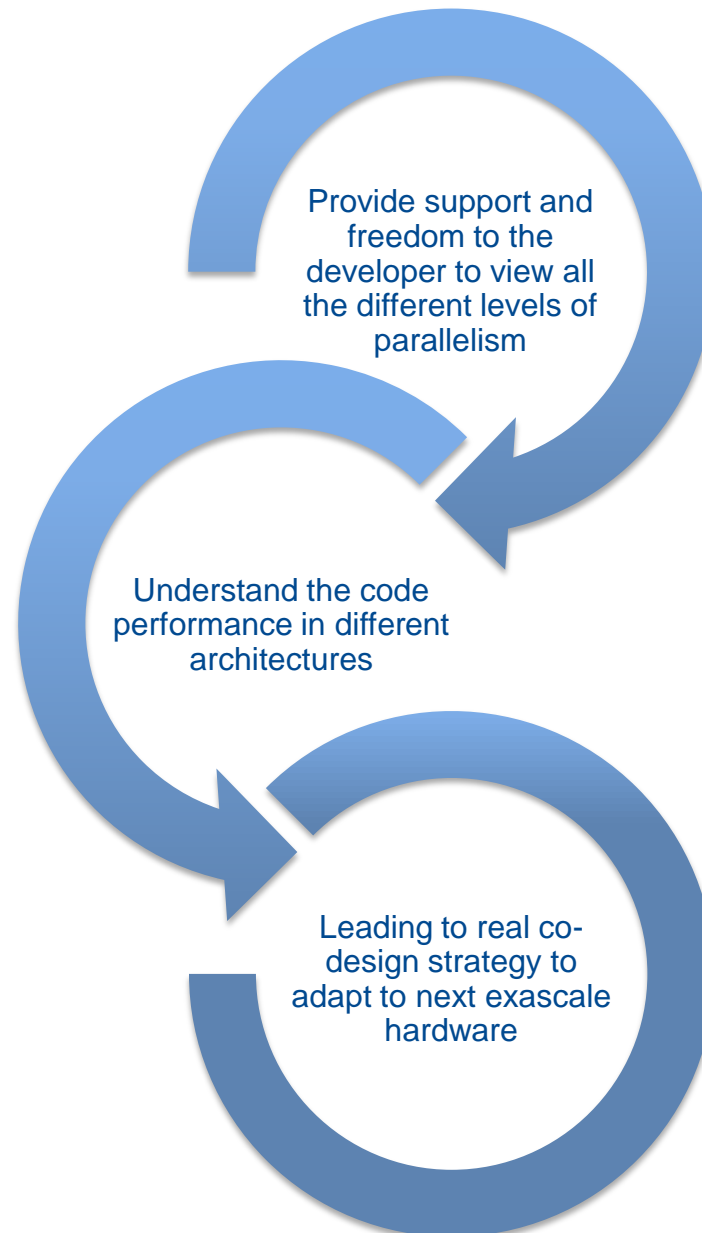 Provide support and
freedom to the
developer to view all
the different levels of
parallelism
Understand the code
performance in different
architectures
Leading to real co-
design strategy to
adapt to next exascale
hardware